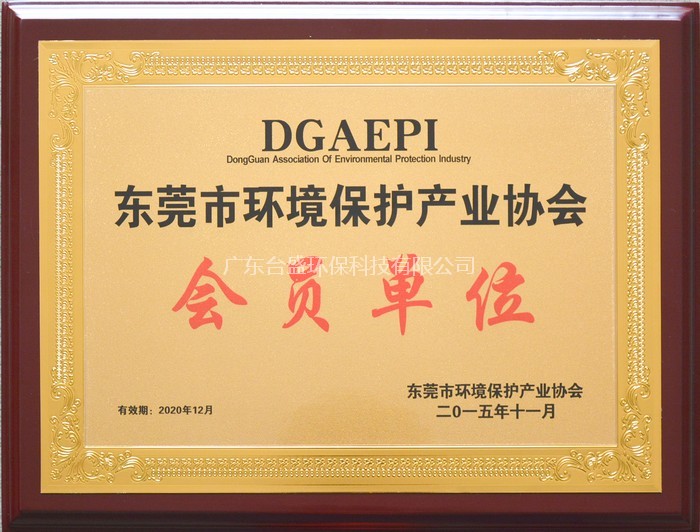 DGAEPI
DongGuan Association Of Environmental Protection Industry
东莞市环境保护产业协会
广东台盛环保科技有限公司
会员单位
东莞市环境保护产业协会
有效期：2020年12月
二〇一五年十一月